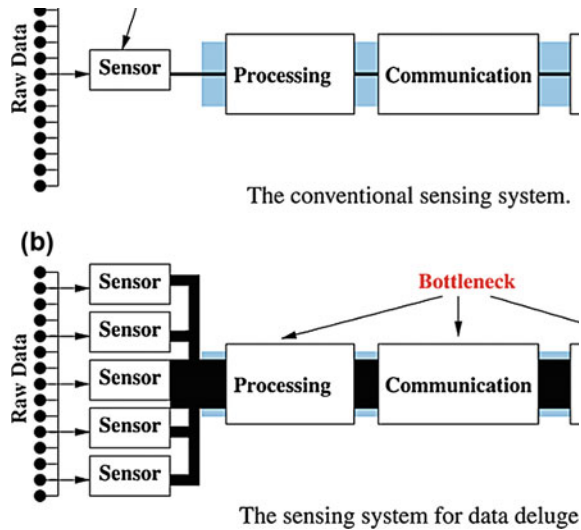 Raw Data
Sensor
Processing
Communication
The conventional sensing system.
(b)
Raw Data
Sensor
Sensor
Sensor
Sensor
Sensor
Bottleneck
Processing
Communication
The sensing system for data deluge